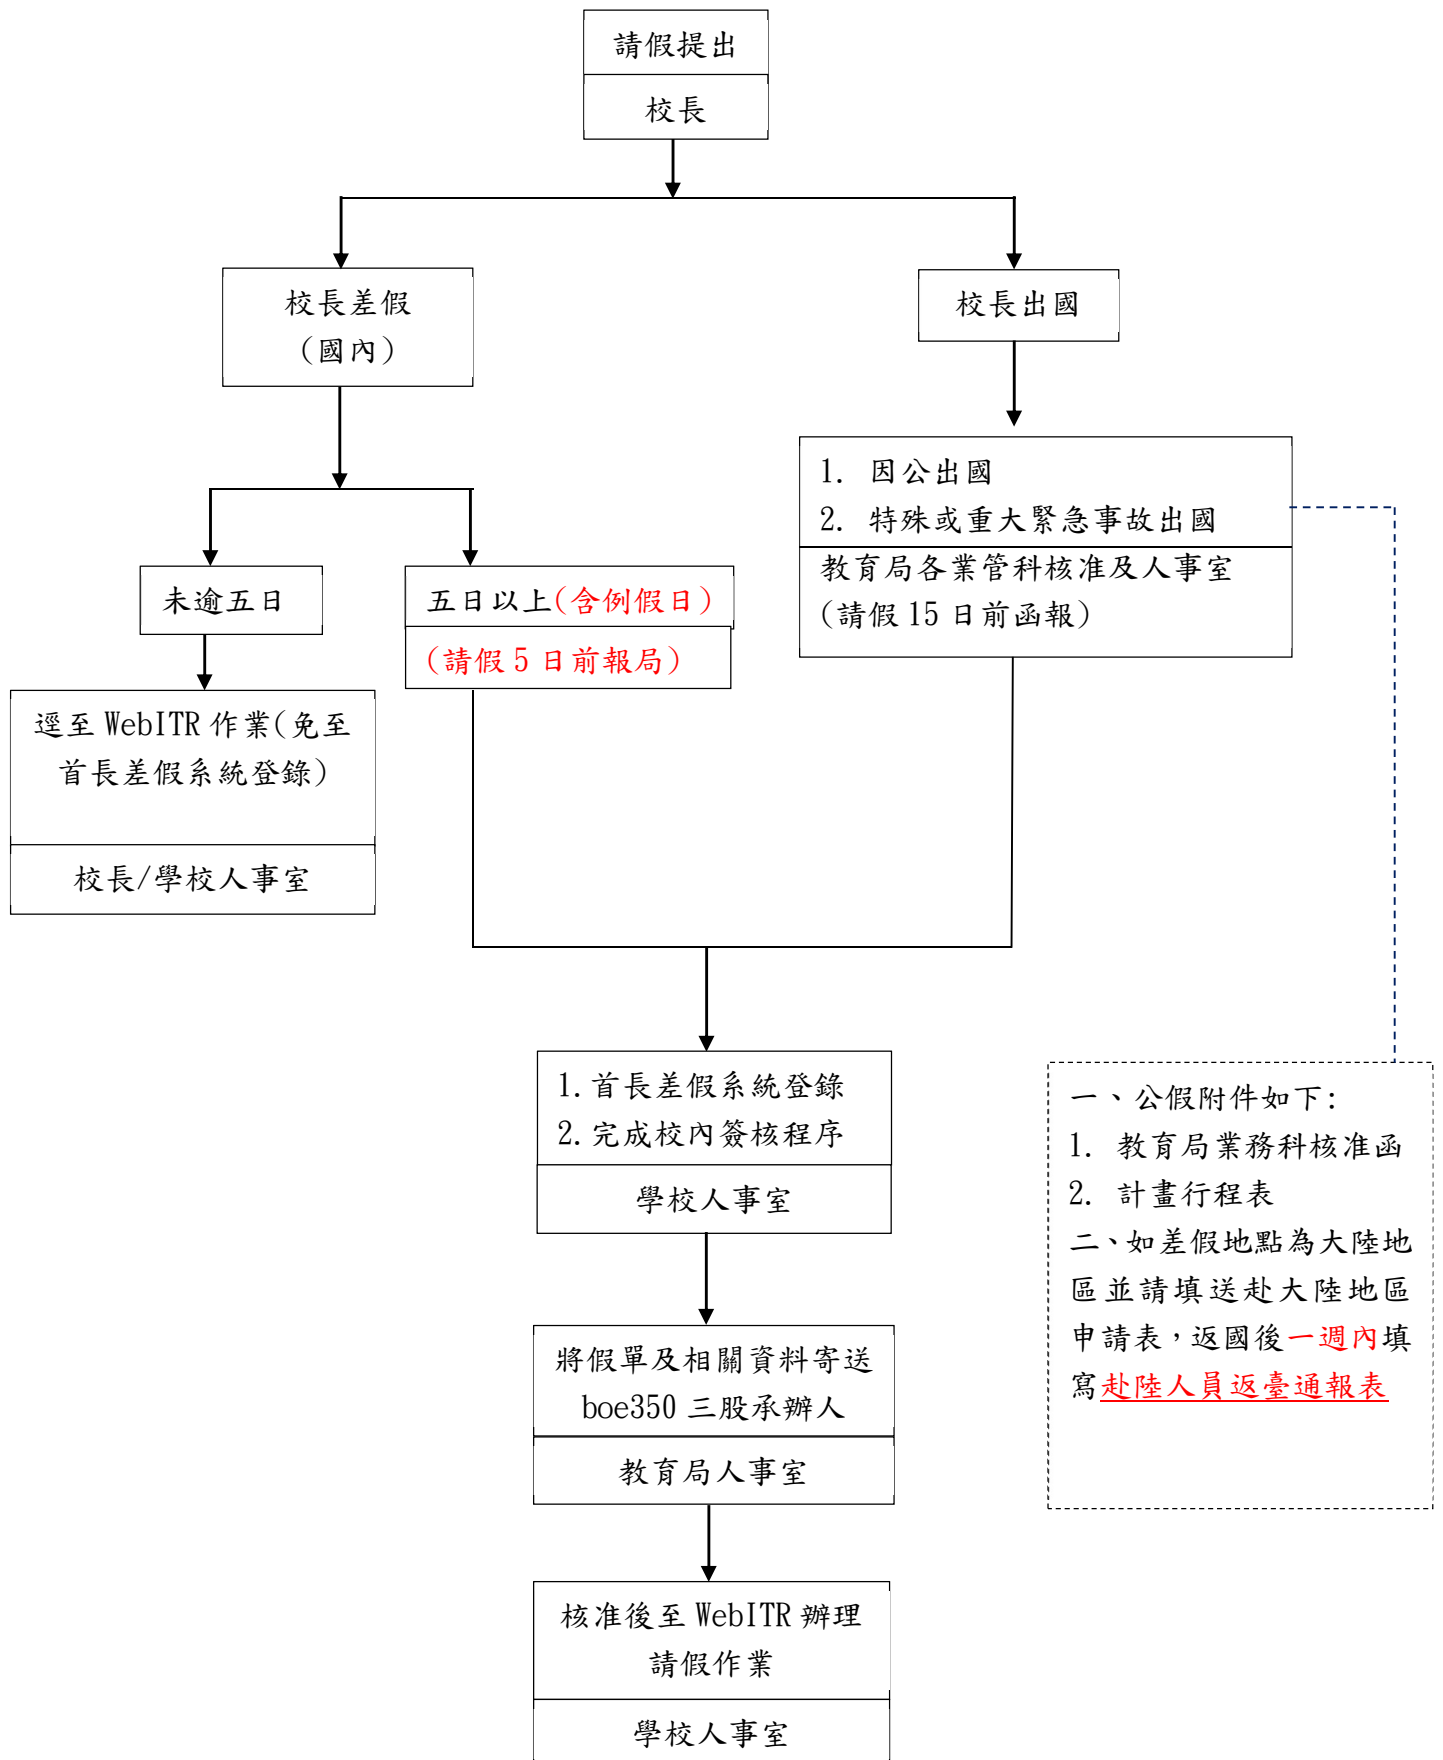 請假提出
校長
校長差假
(國內)
校長出國
1. 因公出國
2. 特殊或重大緊急事故出國
教育局各業管科核准及人事室
(請假 15 日前函報)
未逾五日
五日以上(含例假日)
(請假 5 日前報局)
逕至 WebITR 作業(免至
首長差假系統登錄)
校長/學校人事室
1.首長差假系統登錄
2.完成校內簽核程序
學校人事室
一、公假附件如下:
1. 教育局業務科核准函
2. 計畫行程表
二、如差假地點為大陸地
區並請填送赴大陸地區
申請表，返國後一週內填
寫赴陸人員返臺通報表
將假單及相關資料寄送
boe350 三股承辦人
教育局人事室
核准後至 WebITR 辦理
請假作業
學校人事室